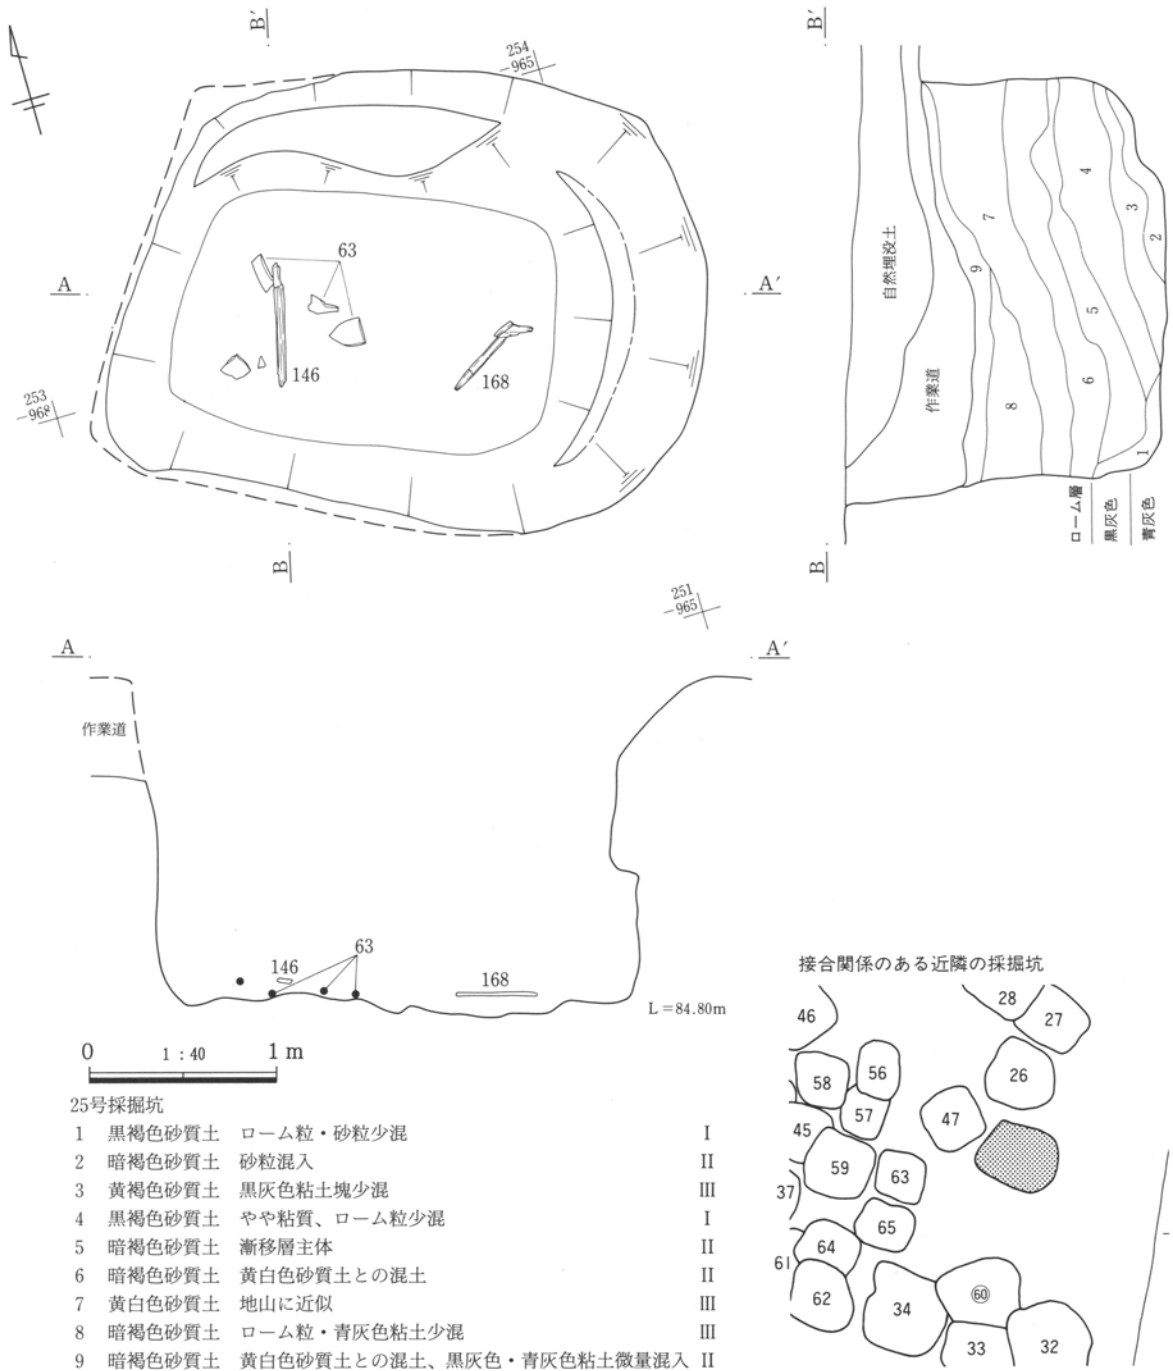 B′
254
-965
63
A
A′
146
168
253
-968
B
251
-965
B′
自然埋没土
作業道
9
7
8
4
3
2
5
6
1
ローム層
黒灰色
青灰色
B
A
A′
作業道
146
63
168
L=84.80m
0
1:40
1 m
25号採掘坑
1 黒褐色砂質土 ローム粒・砂粒少混 I
2 暗褐色砂質土 砂粒混入 II
3 黄褐色砂質土 黒灰色粘土塊少混 III
4 黒褐色砂質土 やや粘質、ローム粒少混 I
5 暗褐色砂質土 漸移層主体 II
6 暗褐色砂質土 黄白色砂質土との混土 II
7 黄白色砂質土 地山に近似 III
8 暗褐色砂質土 ローム粒・青灰色粘土少混 III
9 暗褐色砂質土 黄白色砂質土との混土、黒灰色・青灰色粘土微量混入 II
接合関係のある近隣の採掘坑
46
28
27
58
56
26
57
47
45
59
63
37
65
64
61
62
34
60
33
32